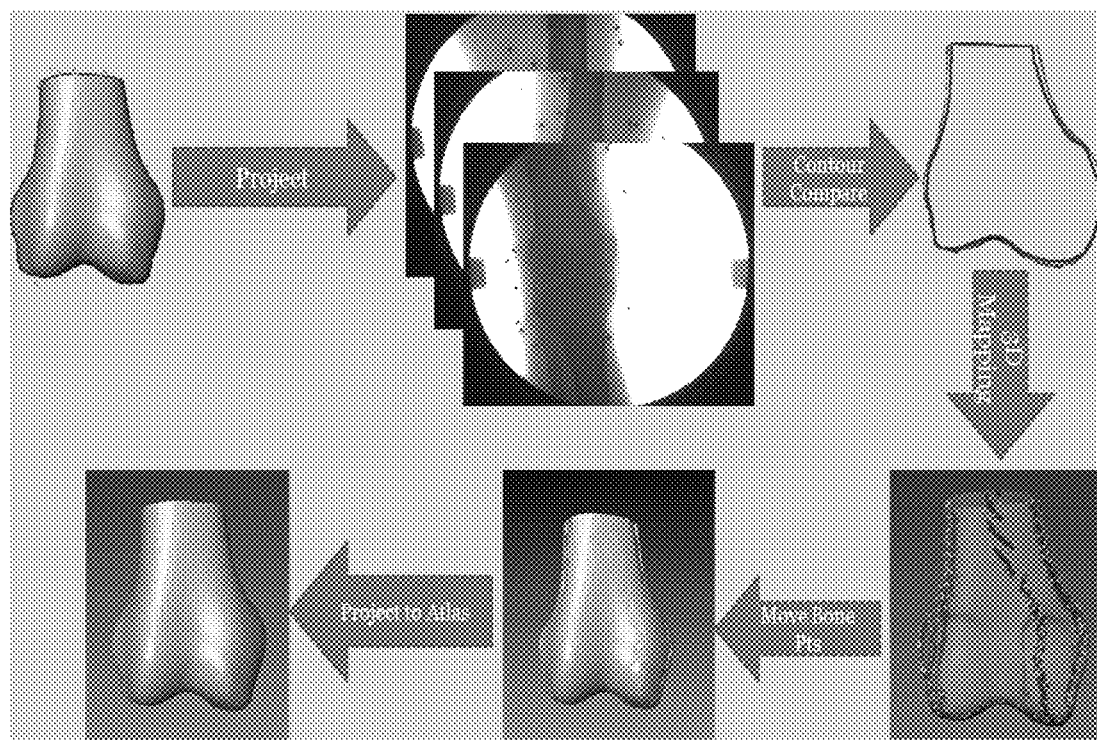 Project
Contour
Compare
3D
Mapping
Move Bone
Pts
Project to Atlas